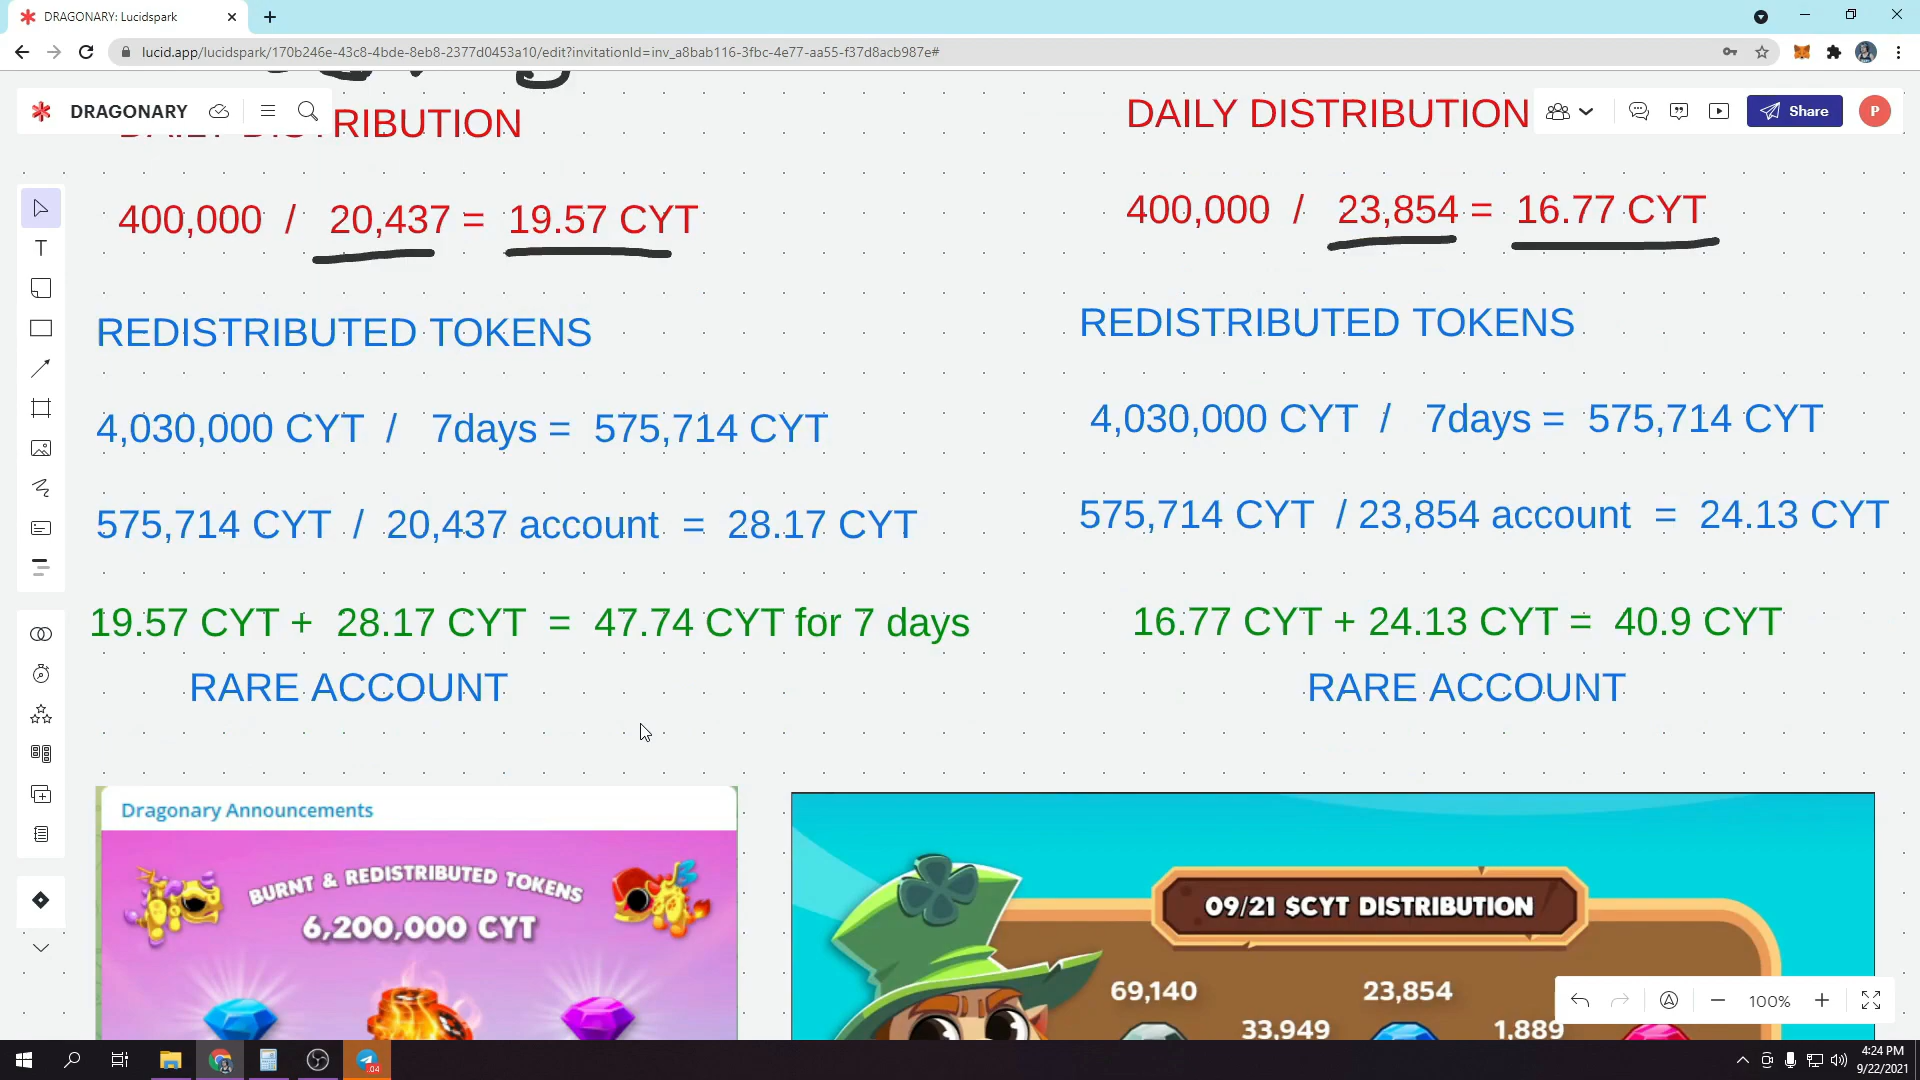 DRAGONARY: Lucidspark
lucid.app/lucidspark/170b246e-43c8-4bde-8eb8-2377d0453a10/edit?invitationId=inv_a8bab116-3fbc-4e77-aa55-f37d8acb987e#
DRAGONARY
Share
P
DAILY DISTRIBUTION
400,000 / 20,437 = 19.57 CYT
REDISTRIBUTED TOKENS
4,030,000 CYT / 7days = 575,714 CYT
575,714 CYT / 20,437 account = 28.17 CYT
19.57 CYT + 28.17 CYT = 47.74 CYT for 7 days
RARE ACCOUNT
DAILY DISTRIBUTION
400,000 / 23,854 = 16.77 CYT
REDISTRIBUTED TOKENS
4,030,000 CYT / 7days = 575,714 CYT
575,714 CYT / 23,854 account = 24.13 CYT
16.77 CYT + 24.13 CYT = 40.9 CYT
RARE ACCOUNT
Dragonary Announcements
BURNT & REDISTRIBUTED TOKENS
6,200,000 CYT
09/21 $CYT DISTRIBUTION
69,140
23,854
33,949
1,889
100%
4:24 PM
9/22/2021